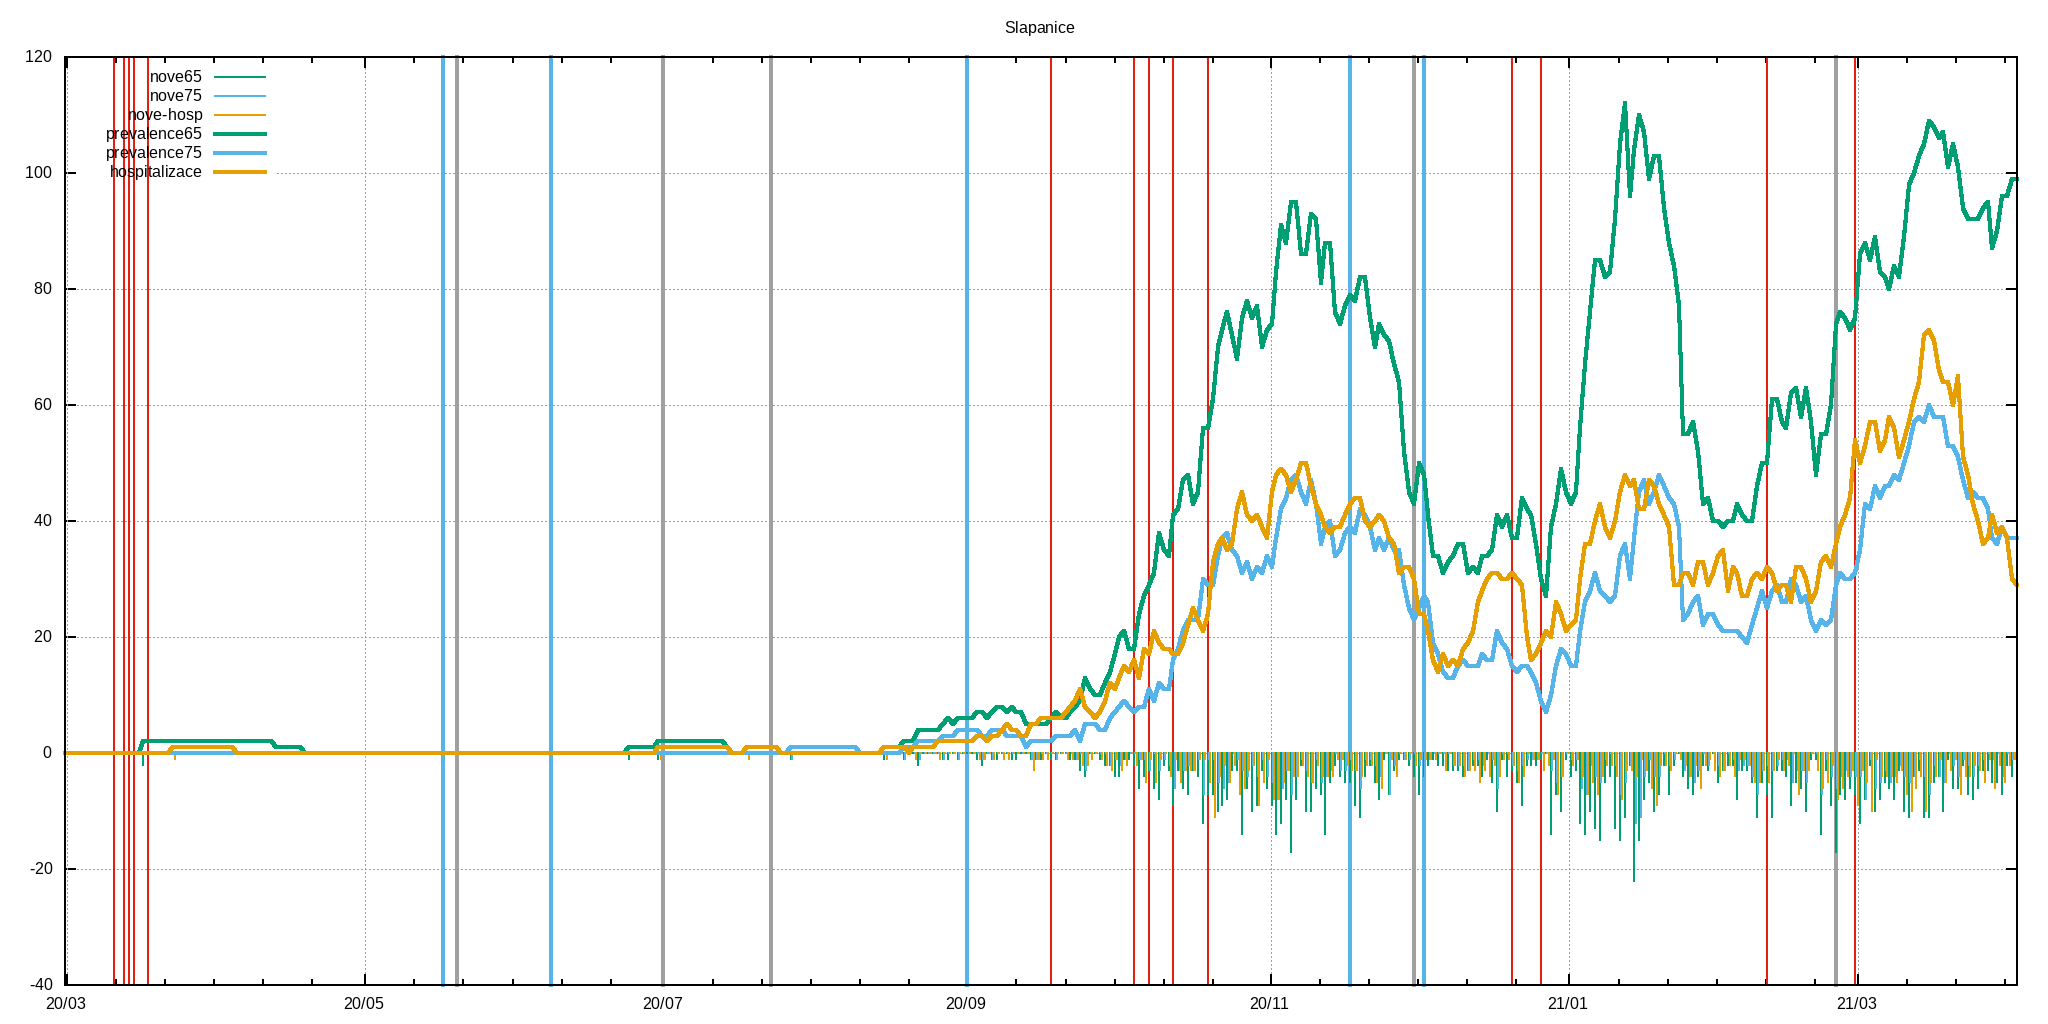 Slapanice
120
100
80
60
40
20
0
-20
-40
nove65
nove75
nove-hosp
prevalence65
prevalence75
hospitalizace
20/03 20/05 20/07 20/09 20/11 21/01 21/03